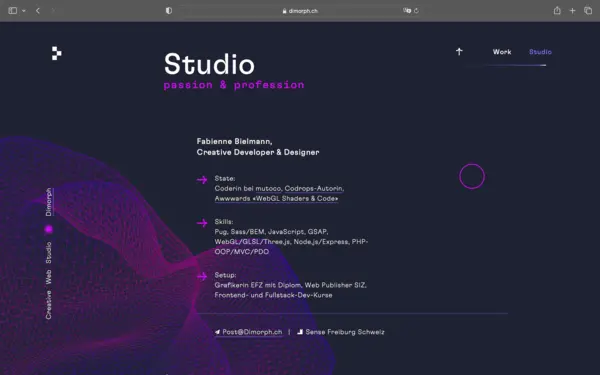 dimorph.ch
Studio
passion & profession
Work
Studio
Fabienne Bielmann,
Creative Developer & Designer
State:
Coderin bei mutoco, Codrops-Autorin,
Awwwards «WebGL Shaders & Code»
Skills:
Pug, Sass/BEM, JavaScript, GSAP,
WebGL/GLSL/Three.js, Node.js/Express, PHP-
OOP/MVC/PDO
Setup:
Grafikerin EFZ mit Diplom, Web Publisher SIZ,
Frontend- und Fullstack-Dev-Kurse
Post@Dimorph.ch | Sense Freiburg Schweiz
Creative Web Studio Dimorph